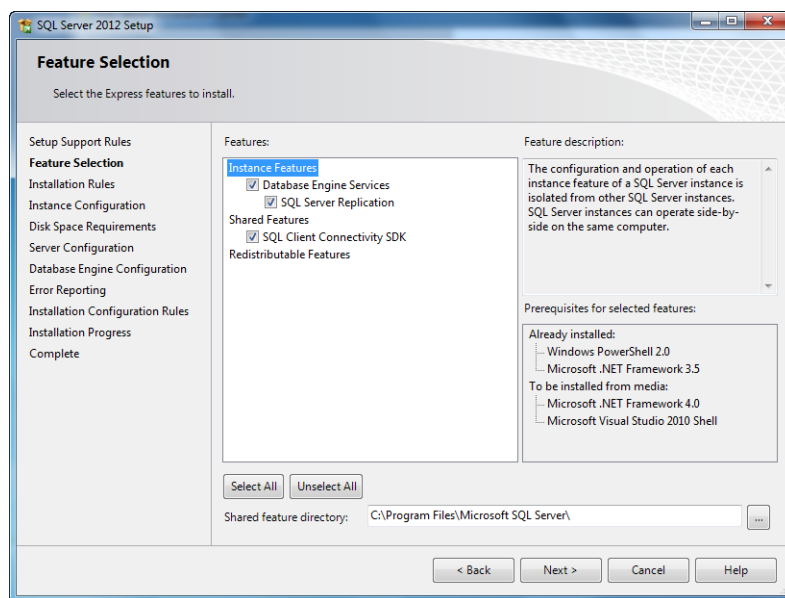 SQL Server 2012 Setup
Feature Selection
Select the Express features to install.
Setup Support Rules
Feature Selection
Installation Rules
Instance Configuration
Disk Space Requirements
Server Configuration
Database Engine Configuration
Error Reporting
Installation Configuration Rules
Installation Progress
Complete
Features:
Instance Features
Database Engine Services
SQL Server Replication
Shared Features
SQL Client Connectivity SDK
Redistributable Features
Feature description:
The configuration and operation of each
instance feature of a SQL Server instance is
isolated from other SQL Server instances.
SQL Server instances can operate side-by-
side on the same computer.
Prerequisites for selected features:
Already installed:
Windows PowerShell 2.0
Microsoft .NET Framework 3.5
To be installed from media:
Microsoft .NET Framework 4.0
Microsoft Visual Studio 2010 Shell
Select All
Unselect All
Shared feature directory:
C:\Program Files\Microsoft SQL Server\
...
< Back
Next >
Cancel
Help